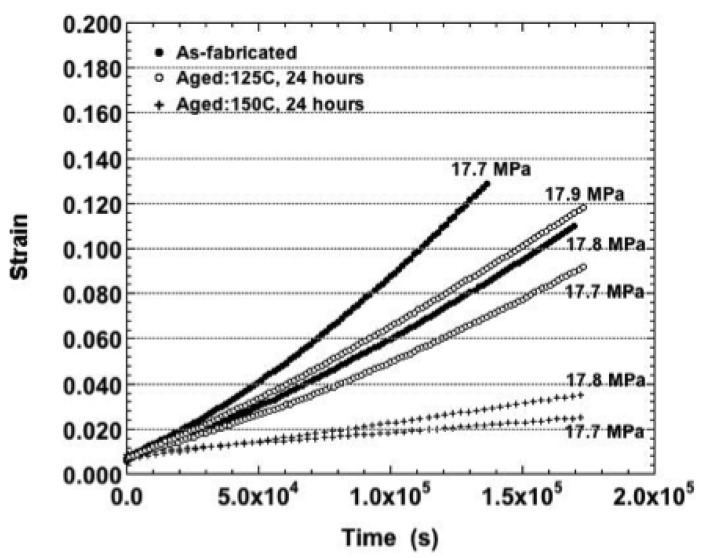 0.200
0.180
0.160
0.140
0.120
0.100
0.080
0.060
0.040
0.020
0.000
Strain
As-fabricated
Aged:125C, 24 hours
Aged:150C, 24 hours
17.7 MPa
17.9 MPa
17.8 MPa
17.7 MPa
17.8 MPa
17.7 MPa
0.0 5.0x10⁴ 1.0x10⁵ 1.5x10⁵ 2.0x10⁵
Time (s)